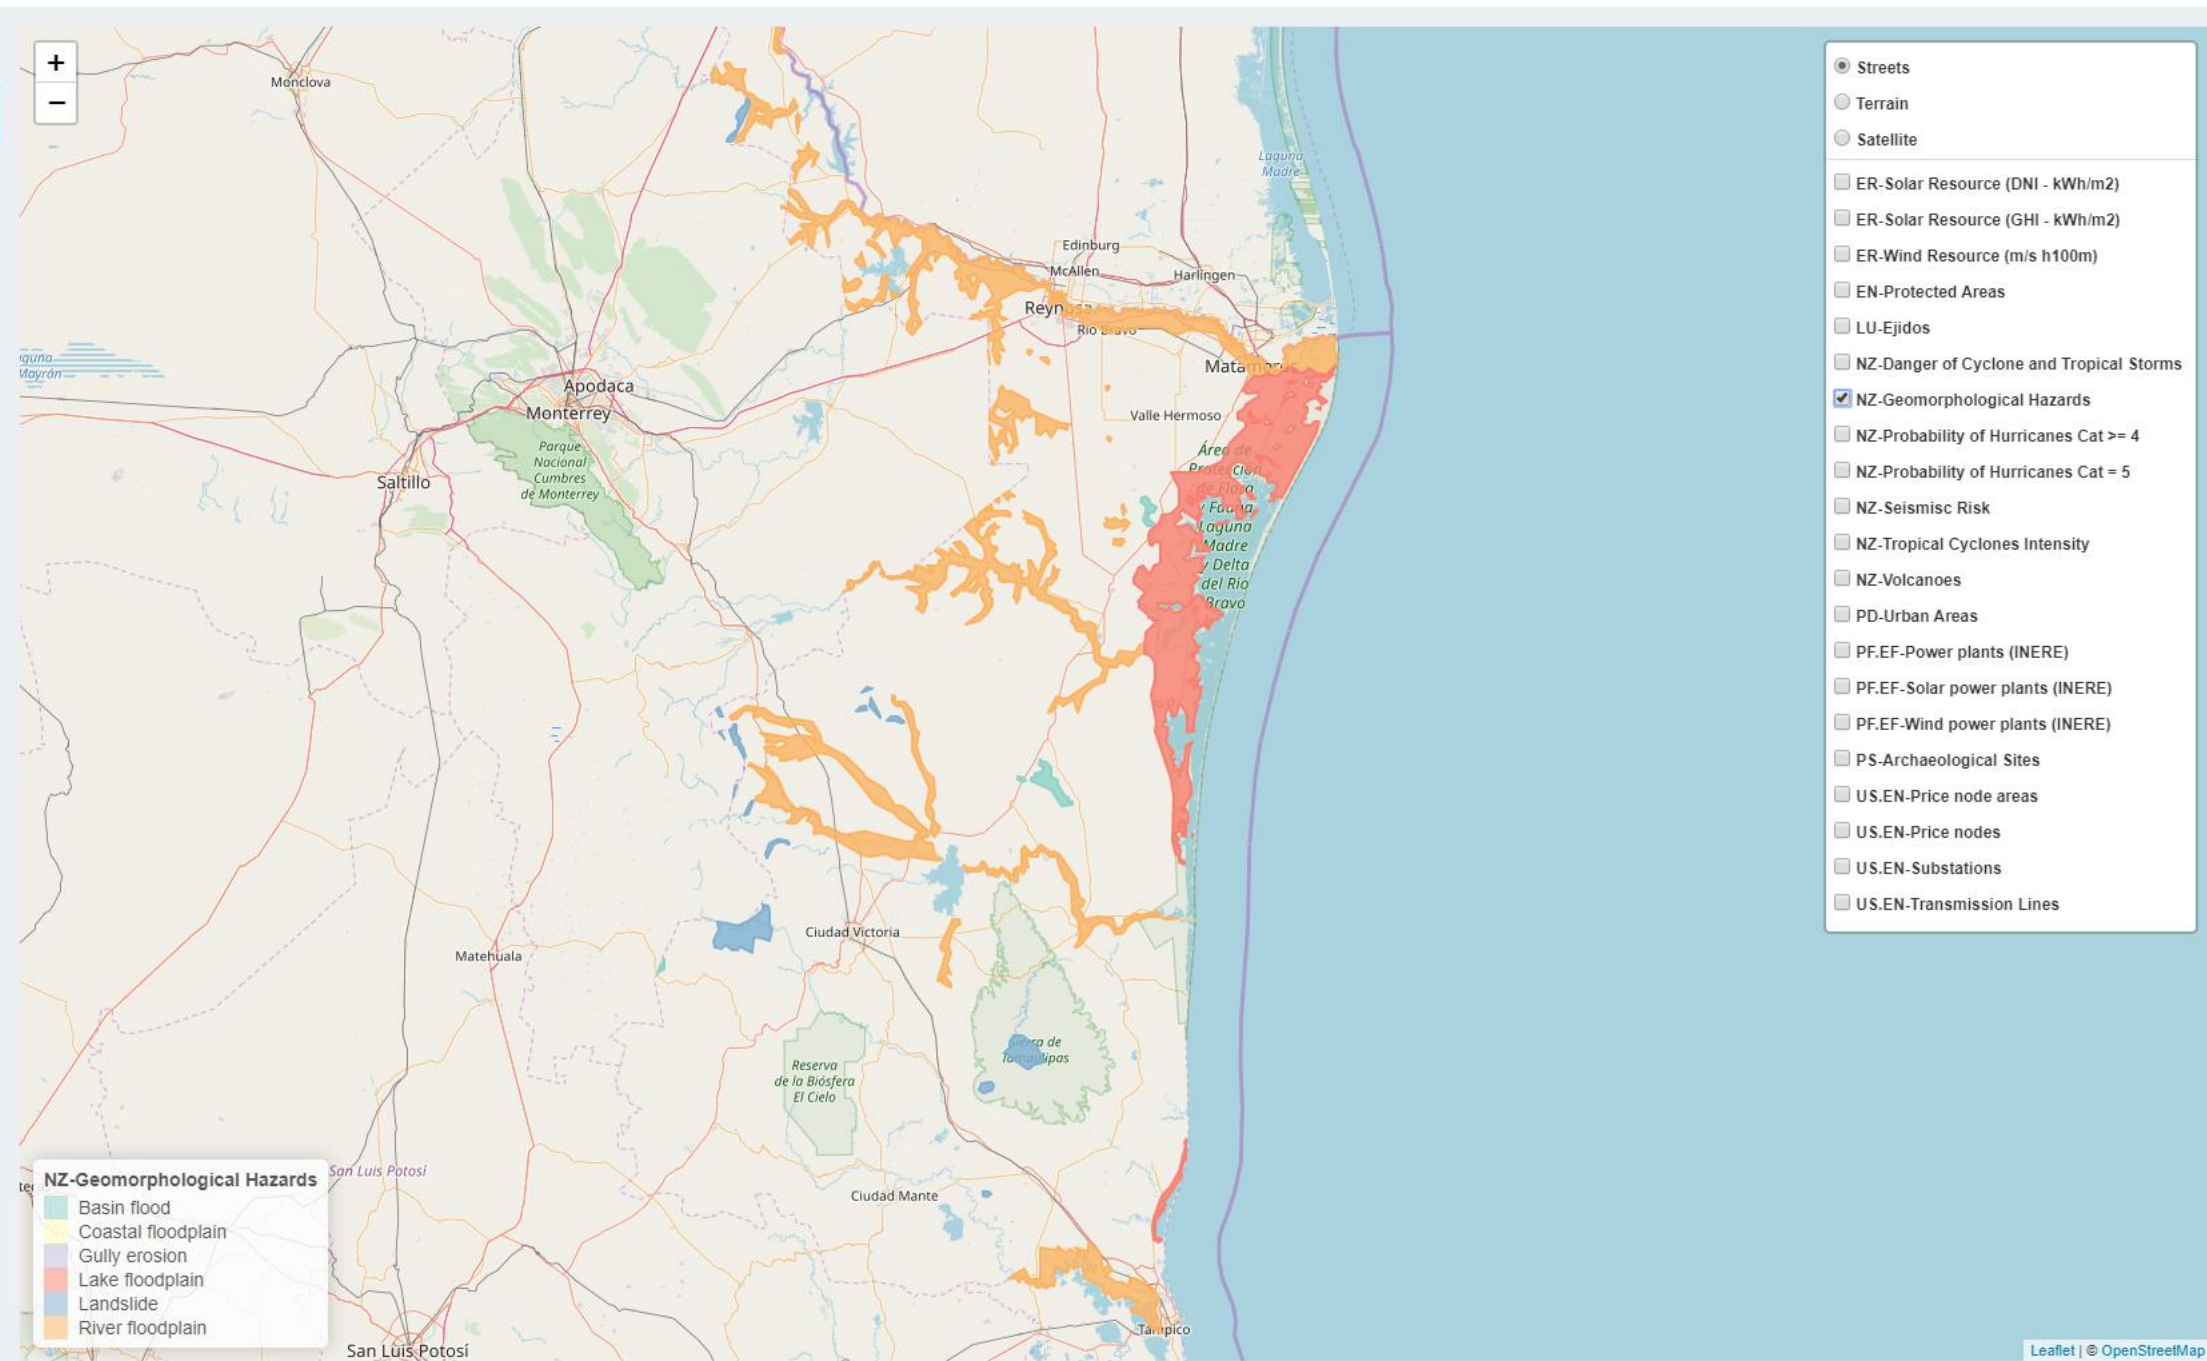 +
−
Monclova
Laguna
Madre
Edinburg
McAllen
Harlingen
Reynosa
Rio Bravo
Matamoros
Mayrán
Apodaca
Monterrey
Valle Hermoso
Parque
Nacional
Cumbres
de Monterrey
Saltillo
Área de
Protección
de Flora
y Fauna
Laguna
Madre
y Delta
del Río
Bravo
Ciudad Victoria
Matehuala
Sierra de
Tamaulipas
Reserva
de la Biósfera
El Cielo
San Luis Potosí
Ciudad Mante
Tampico
San Luis Potosí
NZ-Geomorphological Hazards
Basin flood
Coastal floodplain
Gully erosion
Lake floodplain
Landslide
River floodplain
Streets
Terrain
Satellite
ER-Solar Resource (DNI - kWh/m2)
ER-Solar Resource (GHI - kWh/m2)
ER-Wind Resource (m/s h100m)
EN-Protected Areas
LU-Ejidos
NZ-Danger of Cyclone and Tropical Storms
NZ-Geomorphological Hazards
NZ-Probability of Hurricanes Cat >= 4
NZ-Probability of Hurricanes Cat = 5
NZ-Seismisc Risk
NZ-Tropical Cyclones Intensity
NZ-Volcanoes
PD-Urban Areas
PF.EF-Power plants (INERE)
PF.EF-Solar power plants (INERE)
PF.EF-Wind power plants (INERE)
PS-Archaeological Sites
US.EN-Price node areas
US.EN-Price nodes
US.EN-Substations
US.EN-Transmission Lines
Leaflet | © OpenStreetMap